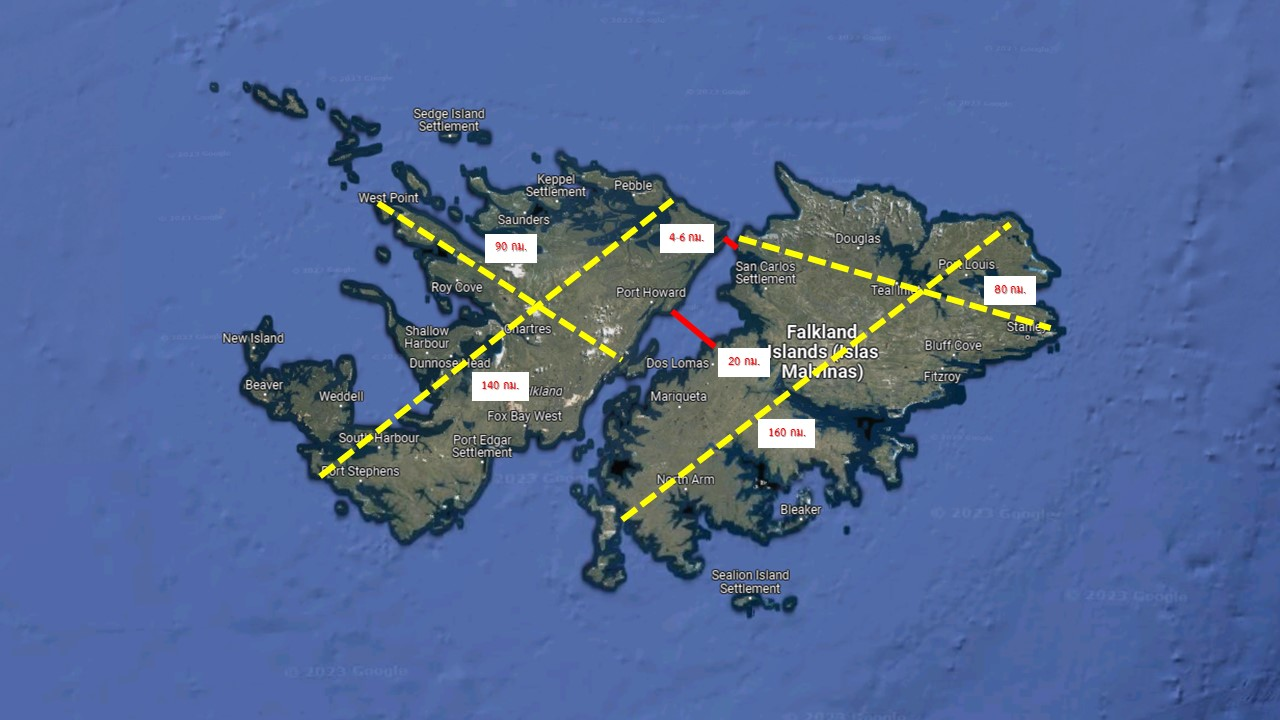 Sedge Island
Settlement
West Point
Keppel
Settlement
Pebble
Saunders
90 กม.
4-6 กม.
Douglas
San Carlos
Settlement
Port Louis
Roy Cove
Port Howard
Teal Inlet
80 กม.
New Island
Shallow
Harbour
Chartres
Falkland
Islands (Islas
Malvinas)
Stanley
Bluff Cove
Dunnose Head
Dos Lomas
20 กม.
Fitzroy
Beaver
Weddell
140 กม.
Mariqueta
Fox Bay West
160 กม.
South Harbour
Port Edgar
Settlement
Port Stephens
North Arm
Bleaker
Sealion Island
Settlement
© 2023 Google
© 2023 Google
© 2023 Google
© 2023 Google